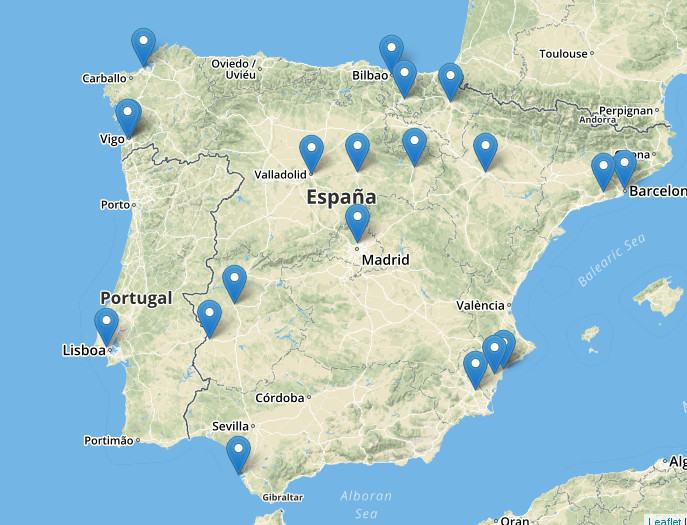 Toulouse
Carballo
Oviedo /
Uviéu
Bilbao
Perpignan
Andorra
Vigo
ona
Valladolid
España
Barcelon
Porto
Balearic Sea
Madrid
Portugal
València
Lisboa
Córdoba
Sevilla
Portimão
Gibraltar
Alboran
Sea
Alg
Oran
Leaflet